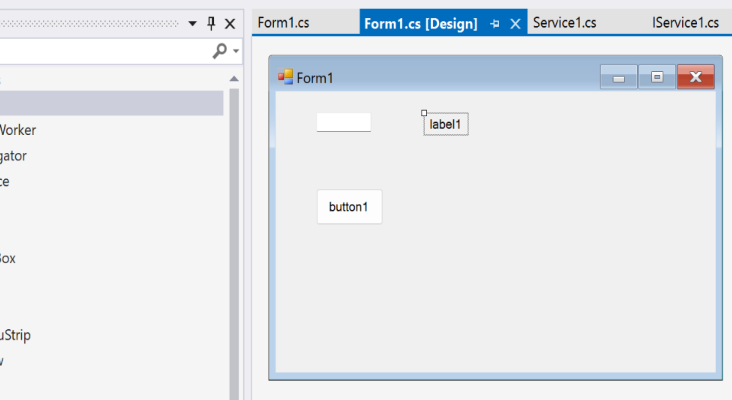 Form1.cs
Form1.cs [Design]
Service1.cs
IService1.cs
Form1
label1
button1
Worker
gator
ce
Box
uStrip